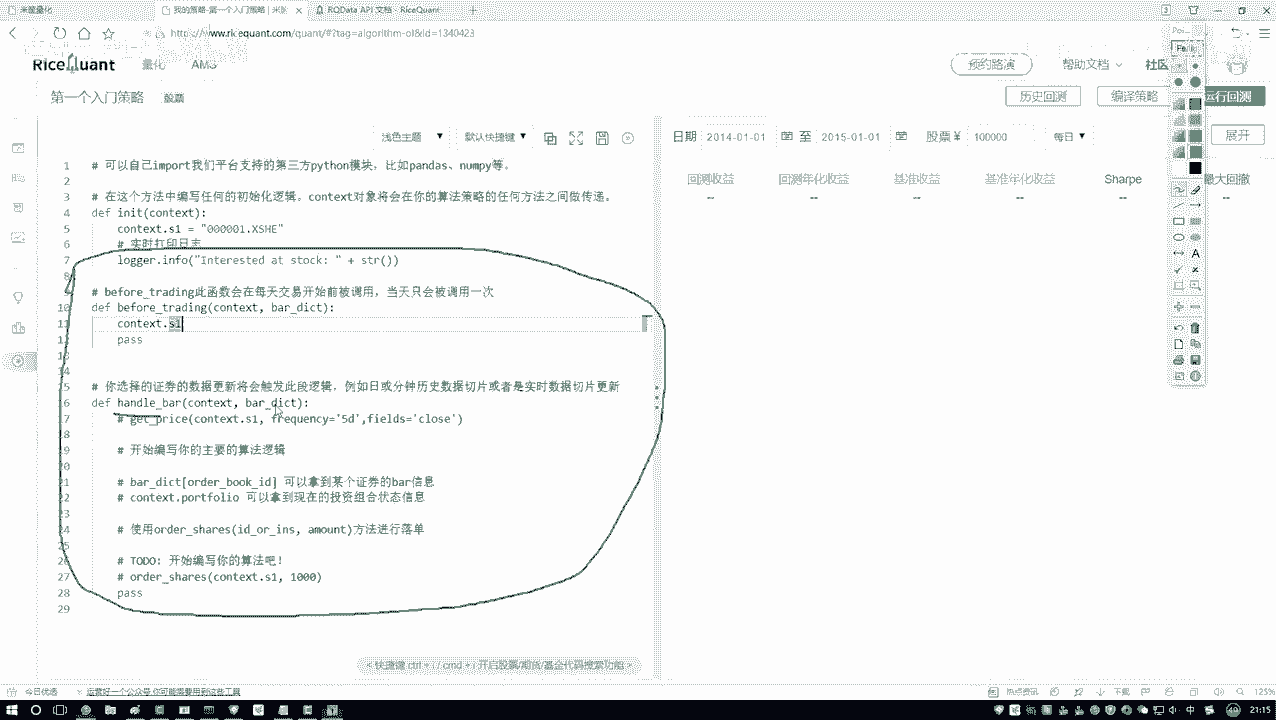 米筐量化
我的策略-第一个入门策略 | 米筐
RQData API 文档 - RiceQuant
3
www.ricequant.com/quant/#?tag=algorithm-ol&id=1340423
RiceQuant
量化
AMS
预约路演
帮助文档
社区
第一个入门策略
股票
历史回测
编译策略
运行回测
浅色主题
默认快捷键
日期 2014-01-01 至 2015-01-01 股票¥ 100000 每日
展开
回测收益 回测年化收益 基准收益 基准年化收益 Sharpe 最大回撤
-- -- -- -- -- --
1 # 可以自己import我们平台支持的第三方python模块，比如pandas、numpy等。
2
3 # 在这个方法中编写任何的初始化逻辑。context对象将会在你的算法策略的任何方法之间做传递。
4 def init(context):
5 context.s1 = "000001.XSHE"
6 # 实时打印日志
7 logger.info("Interested at stock: " + str())
8
9 # before_trading此函数会在每天交易开始前被调用，当天只会被调用一次
10 def before_trading(context, bar_dict):
11 context.s1
12 pass
13
14
15 # 你选择的证券的数据更新将会触发此段逻辑，例如日或分钟历史数据切片或者是实时数据切片更新
16 def handle_bar(context, bar_dict):
17 # get_price(context.s1, frequency='5d',fields='close')
18
19 # 开始编写你的主要的算法逻辑
20
21 # bar_dict[order_book_id] 可以拿到某个证券的bar信息
22 # context.portfolio 可以拿到现在的投资组合状态信息
23
24 # 使用order_shares(id_or_ins, amount)方法进行落单
25
26 # TODO: 开始编写你的算法吧！
27 # order_shares(context.s1, 1000)
28 pass
29
今日优选
运营好一个公众号,你可能需要用到这些工具
热点资讯
下载
125%
中
21:15